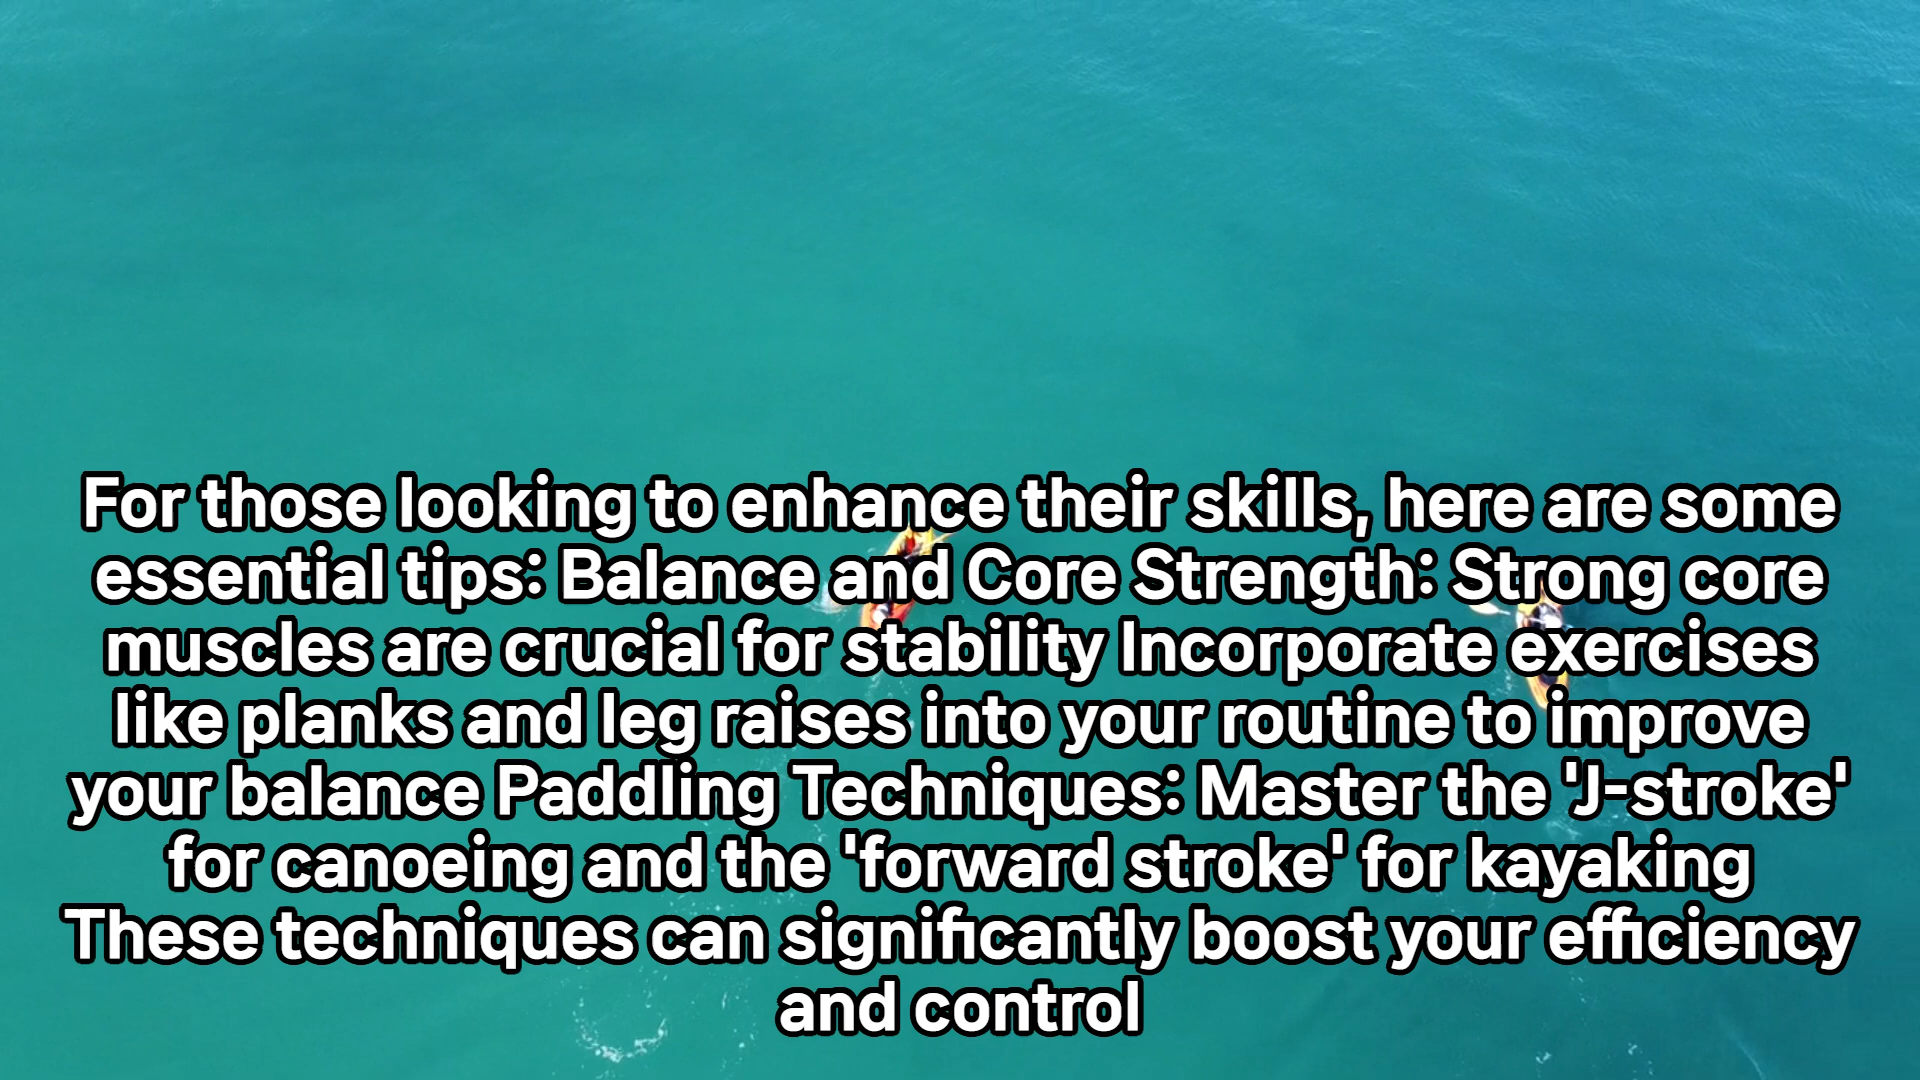 For those looking to enhance their skills, here are some
essential tips: Balance and Core Strength: Strong core
muscles are crucial for stability Incorporate exercises
like planks and leg raises into your routine to improve
your balance Paddling Techniques: Master the 'J-stroke'
for canoeing and the 'forward stroke' for kayaking
These techniques can significantly boost your efficiency
and control